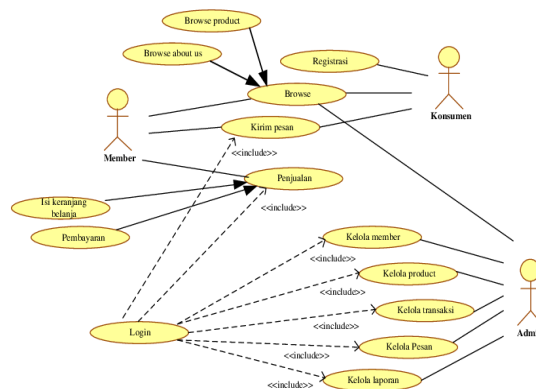 Browse product
Browse about us
Registrasi
Browse
Konsumen
Kirim pesan
Member
<<include>>
Penjualan
<<include>>
Isi keranjang
belanja
Pembayaran
Kelola member
<<include>>
Kelola product
<<include>>
Kelola transaksi
<<include>>
Login
Admi
Kelola Pesan
<<include>>
Kelola laporan
<<include>>